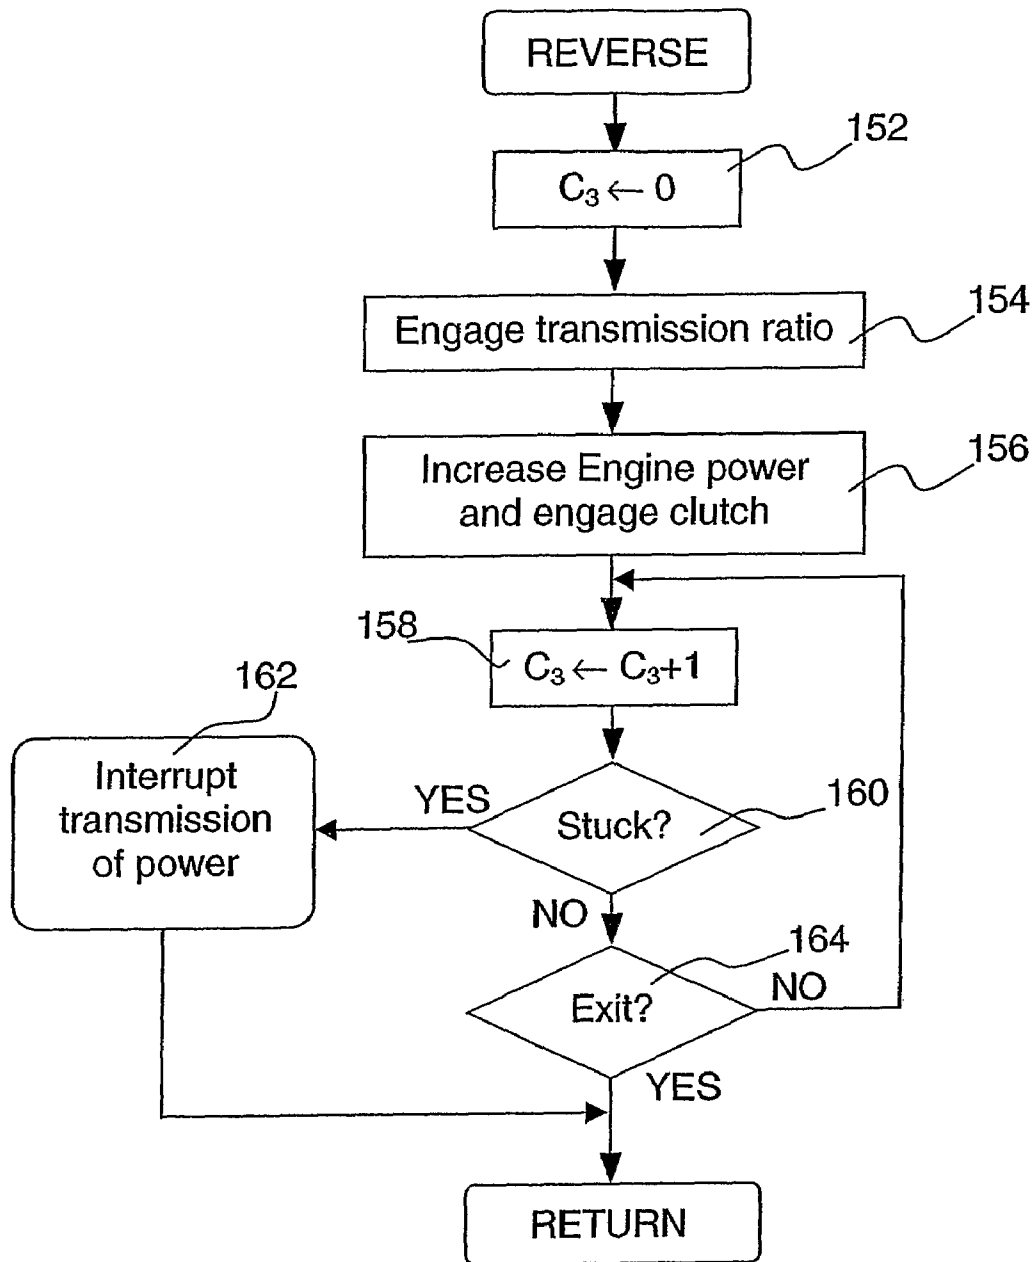 REVERSE
152
C₃ ← 0
154
Engage transmission ratio
156
Increase Engine power
and engage clutch
158
C₃ ← C₃+1
162
Interrupt
transmission
of power
YES
160
Stuck?
NO
164
Exit?
NO
YES
RETURN